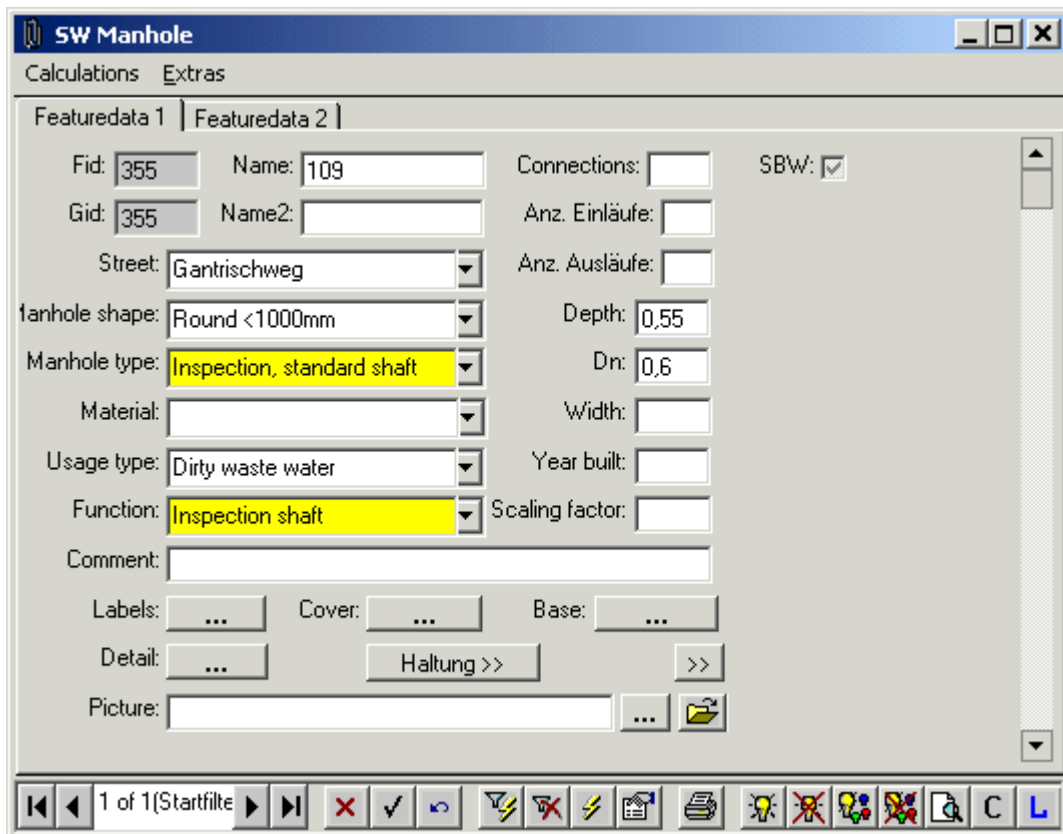 SW Manhole
Calculations Extras
Featuredata 1 Featuredata 2
Fid: 355 Name: 109 Connections: SBW:
Gid: 355 Name2: Anz. Einläufe:
Street: Gantrischweg Anz. Ausläufe:
Manhole shape: Round <1000mm Depth: 0,55
Manhole type: Inspection, standard shaft Dn: 0,6
Material: Width:
Usage type: Dirty waste water Year built:
Function: Inspection shaft Scaling factor:
Comment:
Labels: ... Cover: ... Base: ...
Detail: ... Haltung >> >>
Picture: ...
1 of 1(Startfilte C L